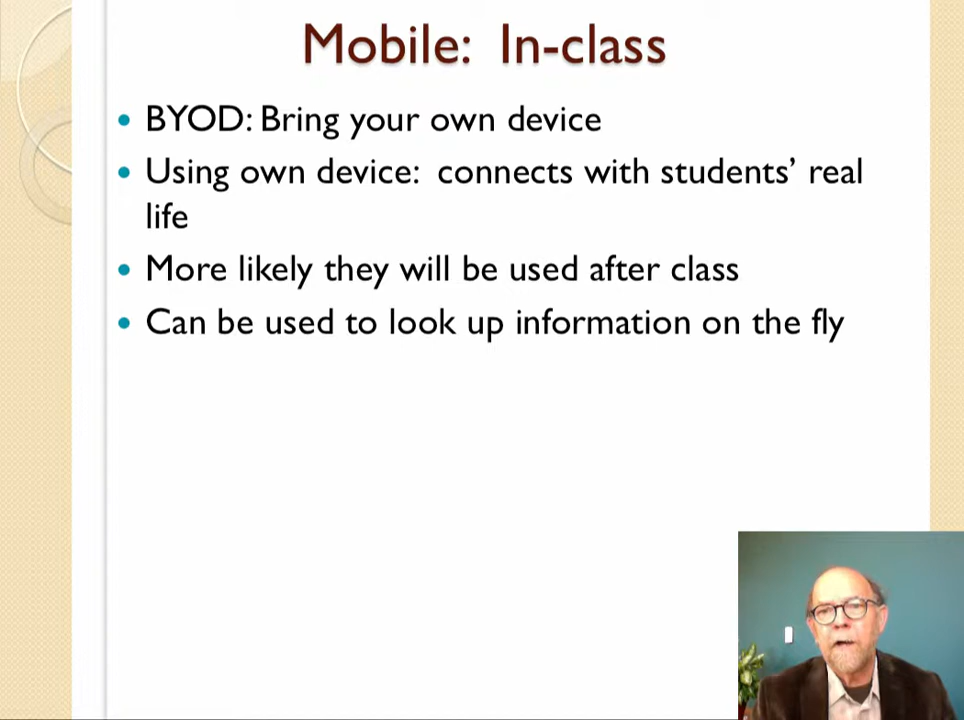 Mobile:  In-class
• BYOD: Bring your own device
• Using own device:  connects with students’ real
life
• More likely they will be used after class
• Can be used to look up information on the fly